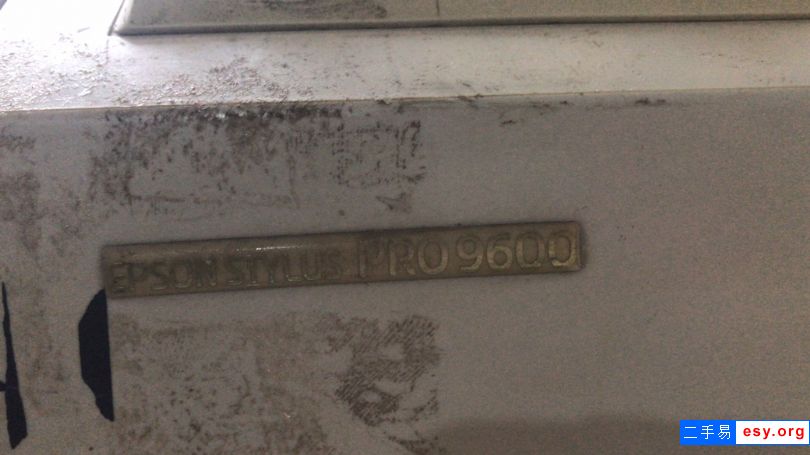 EPSON STYLUS PRO 9600
二手易 esy.org